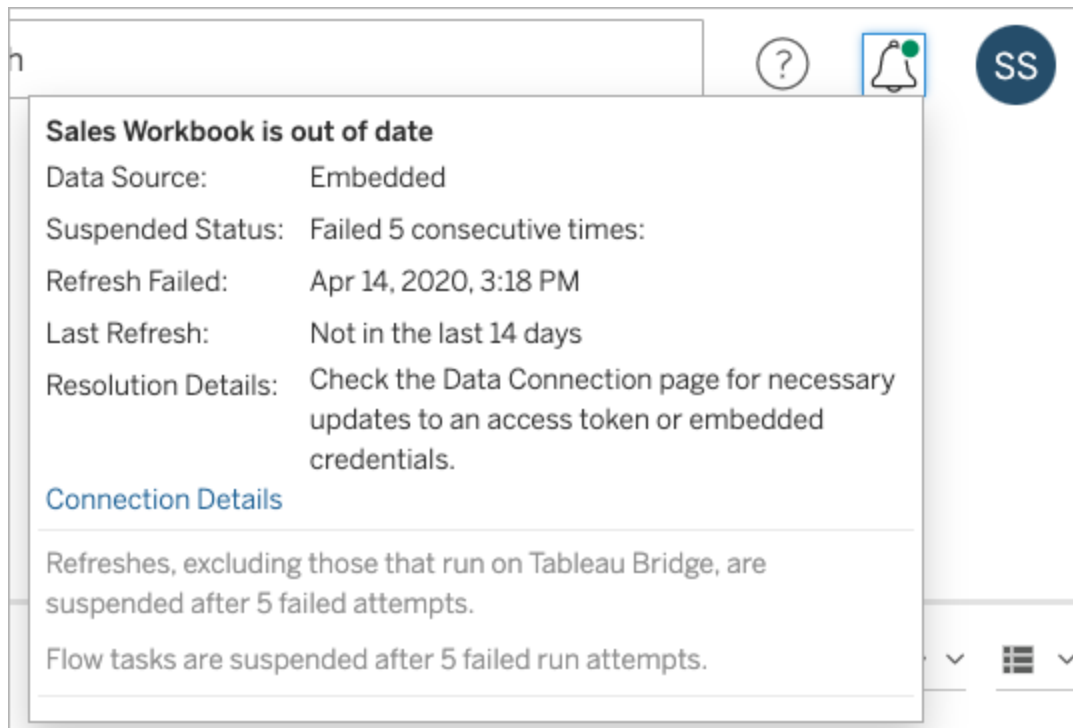 h
?
SS
Sales Workbook is out of date
Data Source: Embedded
Suspended Status: Failed 5 consecutive times:
Refresh Failed: Apr 14, 2020, 3:18 PM
Last Refresh: Not in the last 14 days
Resolution Details: Check the Data Connection page for necessary
updates to an access token or embedded
credentials.
Connection Details
Refreshes, excluding those that run on Tableau Bridge, are
suspended after 5 failed attempts.
Flow tasks are suspended after 5 failed run attempts.